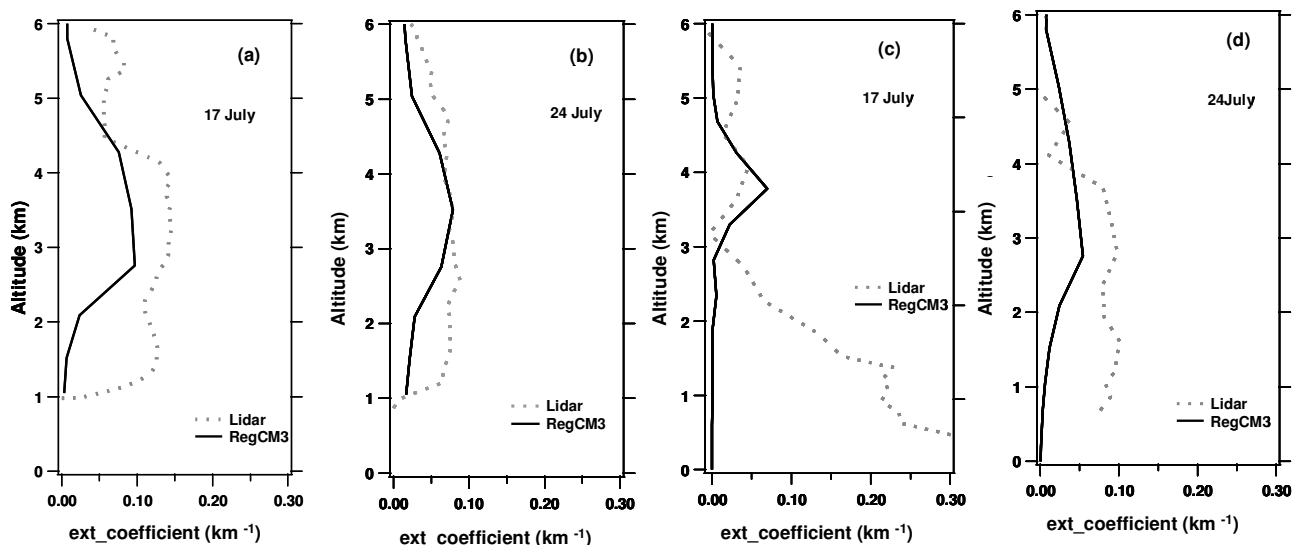 6
5
4
3
2
1
0
Altitude (km)
(a)
17 July
Lidar
RegCM3
0.00 0.10 0.20 0.30
ext_coefficient (km -1)
6
5
4
3
2
1
0
Altitude (km)
(b)
24 July
Lidar
RegCM3
0.00 0.10 0.20 0.30
ext_coefficient (km -1)
6
5
4
3
2
1
0
Altitude (km)
(c)
17 July
Lidar
RegCM3
0.00 0.10 0.20 0.30
ext_coefficient (km -1)
6
5
4
3
2
1
0
Altitude (km)
(d)
24July
Lidar
RegCM3
0.00 0.10 0.20 0.30
ext_coefficient (km -1)